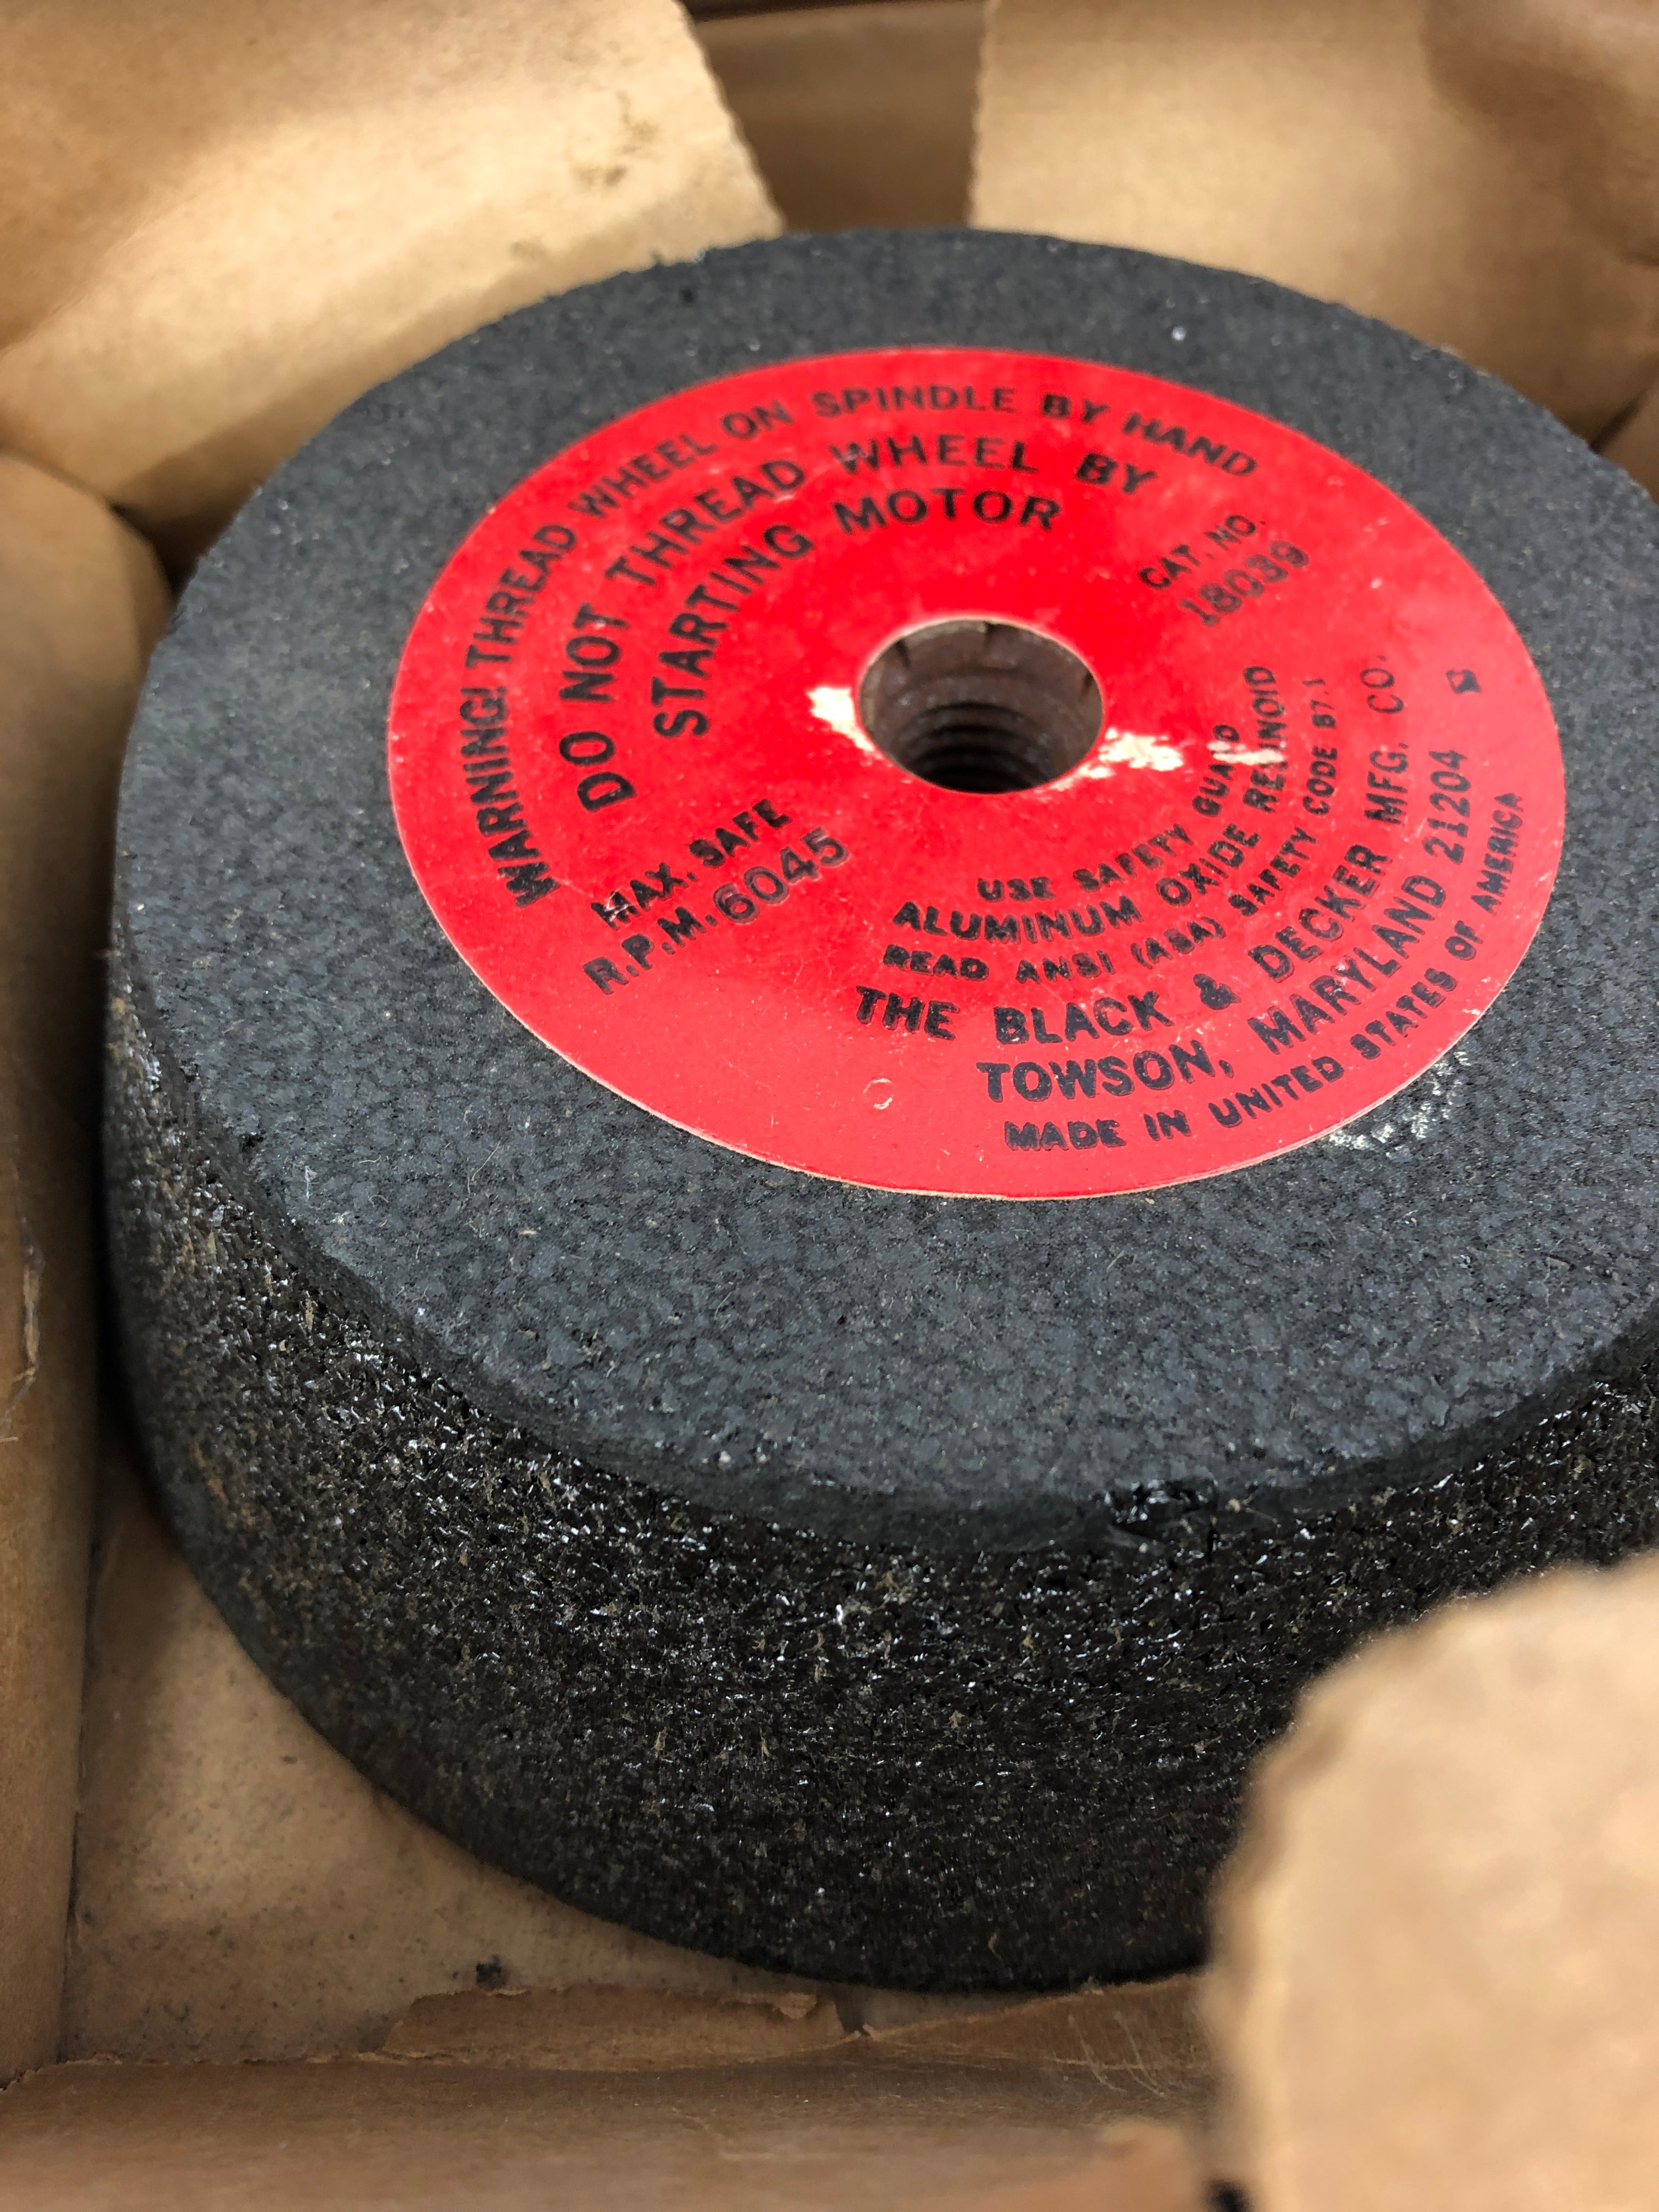 WARNING! THREAD WHEEL ON SPINDLE BY HAND
DO NOT THREAD WHEEL BY
STARTING MOTOR
CAT. NO.
18039
MAX. SAFE
R.P.M. 6045
USE SAFETY GUARD
ALUMINUM OXIDE RESINOID
READ ANSI (ASA) SAFETY CODE B7.1
THE BLACK & DECKER MFG. CO.
TOWSON, MARYLAND 21204
MADE IN UNITED STATES OF AMERICA